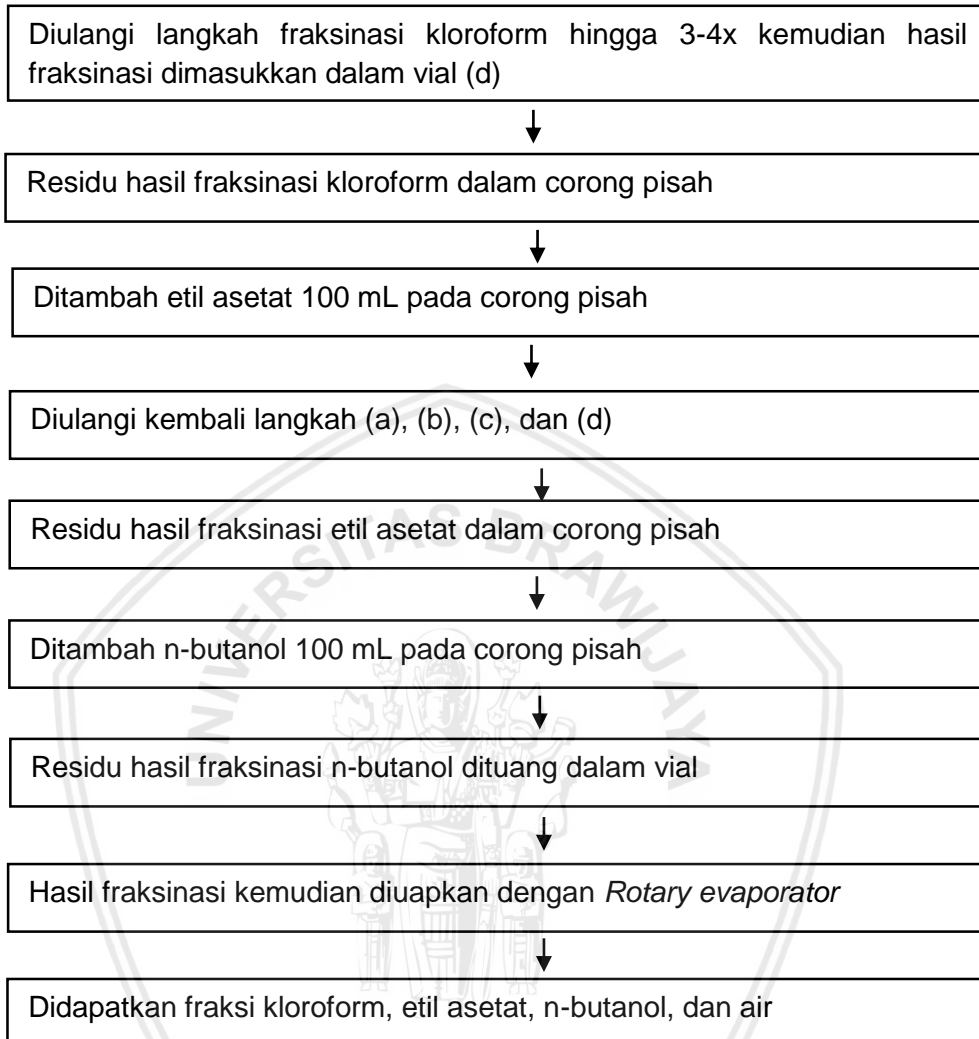 Diulangi langkah fraksinasi kloroform hingga 3-4x kemudian hasil
fraksinasi dimasukkan dalam vial (d)
Residu hasil fraksinasi kloroform dalam corong pisah
Ditambah etil asetat 100 mL pada corong pisah
Diulangi kembali langkah (a), (b), (c), dan (d)
Residu hasil fraksinasi etil asetat dalam corong pisah
Ditambah n-butanol 100 mL pada corong pisah
Residu hasil fraksinasi n-butanol dituang dalam vial
Hasil fraksinasi kemudian diuapkan dengan Rotary evaporator
Didapatkan fraksi kloroform, etil asetat, n-butanol, dan air
UNIVERSITAS BRAWIJAYA